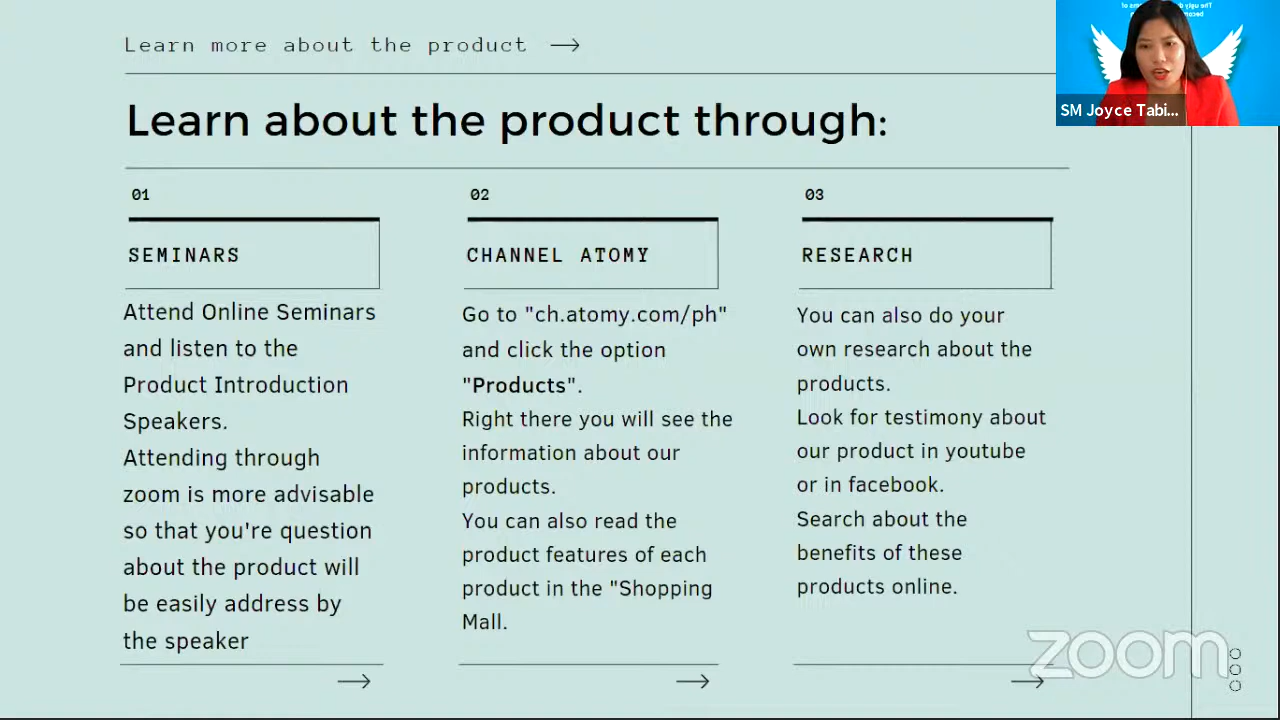 Learn more about the product
Learn about the product through:
01
SEMINARS
Attend Online Seminars
and listen to the
Product Introduction
Speakers.
Attending through
zoom is more advisable
so that you're question
about the product will
be easily address by
the speaker
02
CHANNEL ATOMY
Go to "ch.atomy.com/ph"
and click the option
"Products".
Right there you will see the
information about our
products.
You can also read the
product features of each
product in the "Shopping
Mall.
03
RESEARCH
You can also do your
own research about the
products.
Look for testimony about
our product in youtube
or in facebook.
Search about the
benefits of these
products online.
SM Joyce Tabi...
zoom